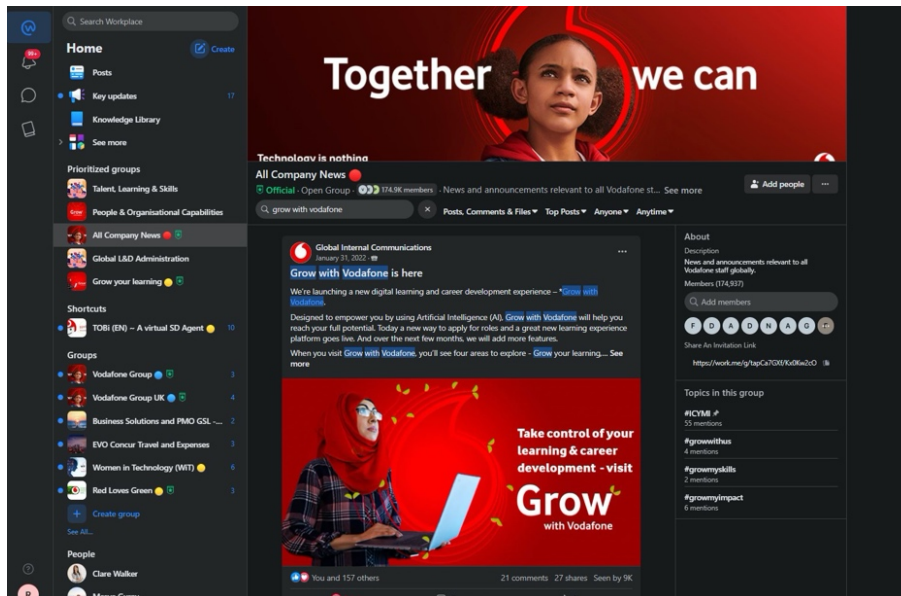 Search Workplace
Home
Create
Posts
Key updates
17
Knowledge Library
See more
Prioritized groups
Talent, Learning & Skills
People & Organisational Capabilities
All Company News
Global L&D Administration
Grow your learning
Shortcuts
TOBi (EN) – A virtual SD Agent
10
Groups
Vodafone Group
3
Vodafone Group UK
4
Business Solutions and PMO GSL -...
2
EVO Concur Travel and Expenses
3
Women in Technology (WiT)
6
Red Loves Green
3
Create group
See All...
People
Clare Walker
Together we can
Technology is nothing
All Company News
Official · Open Group · 174.9K members · News and announcements relevant to all Vodafone st... See more
Add people
grow with vodafone
Posts, Comments & Files
Top Posts
Anyone
Anytime
Global Internal Communications
January 31, 2022 ·
Grow with Vodafone is here
We're launching a new digital learning and career development experience – *Grow with
Vodafone.
Designed to empower you by using Artificial Intelligence (AI), Grow with Vodafone will help you
reach your full potential. Today a new way to apply for roles and a great new learning experience
platform goes live. And over the next few months, we will add more features.
When you visit Grow with Vodafone, you'll see four areas to explore - Grow your learning,... See
more
Take control of your
learning & career
development - visit
Grow
with Vodafone
You and 157 others
21 comments 27 shares Seen by 9K
About
Description
News and announcements relevant to all
Vodafone staff globally.
Members (174,937)
Add members
F D A D N A G
Share An Invitation Link
Topics in this group
#ICYMI
55 mentions
#growwithus
4 mentions
#growmyskills
2 mentions
#growmyimpact
6 mentions